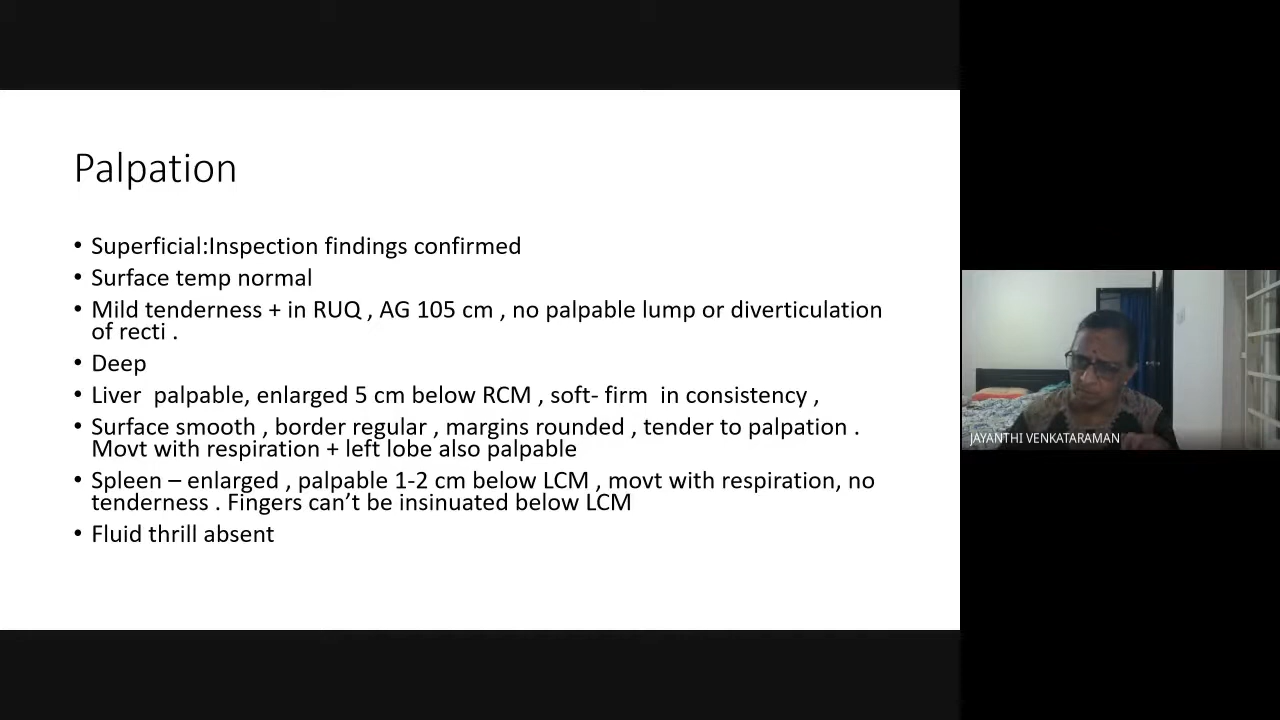 Palpation
• Superficial:Inspection findings confirmed
• Surface temp normal
• Mild tenderness + in RUQ , AG 105 cm , no palpable lump or diverticulation
of recti .
• Deep
• Liver  palpable, enlarged 5 cm below RCM , soft- firm  in consistency ,
• Surface smooth , border regular , margins rounded , tender to palpation .
Movt with respiration + left lobe also palpable
• Spleen – enlarged , palpable 1-2 cm below LCM , movt with respiration, no
tenderness . Fingers can’t be insinuated below LCM
• Fluid thrill absent
JAYANTHI VENKATARAMAN